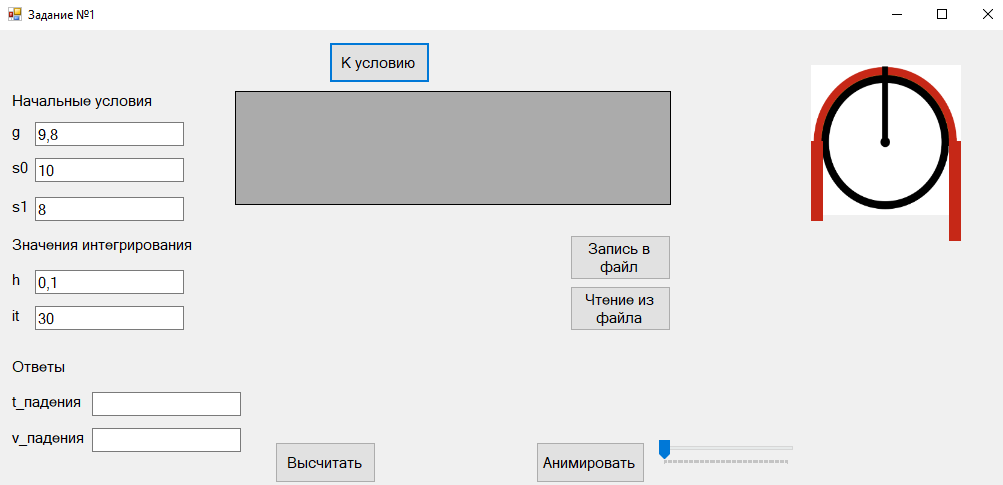 Задание №1
К условию
Начальные условия
g 9,8
s0 10
s1 8
Значения интегрирования
h 0,1
it 30
Запись в
файл
Чтение из
файла
Ответы
t_падения
v_падения
Высчитать
Анимировать